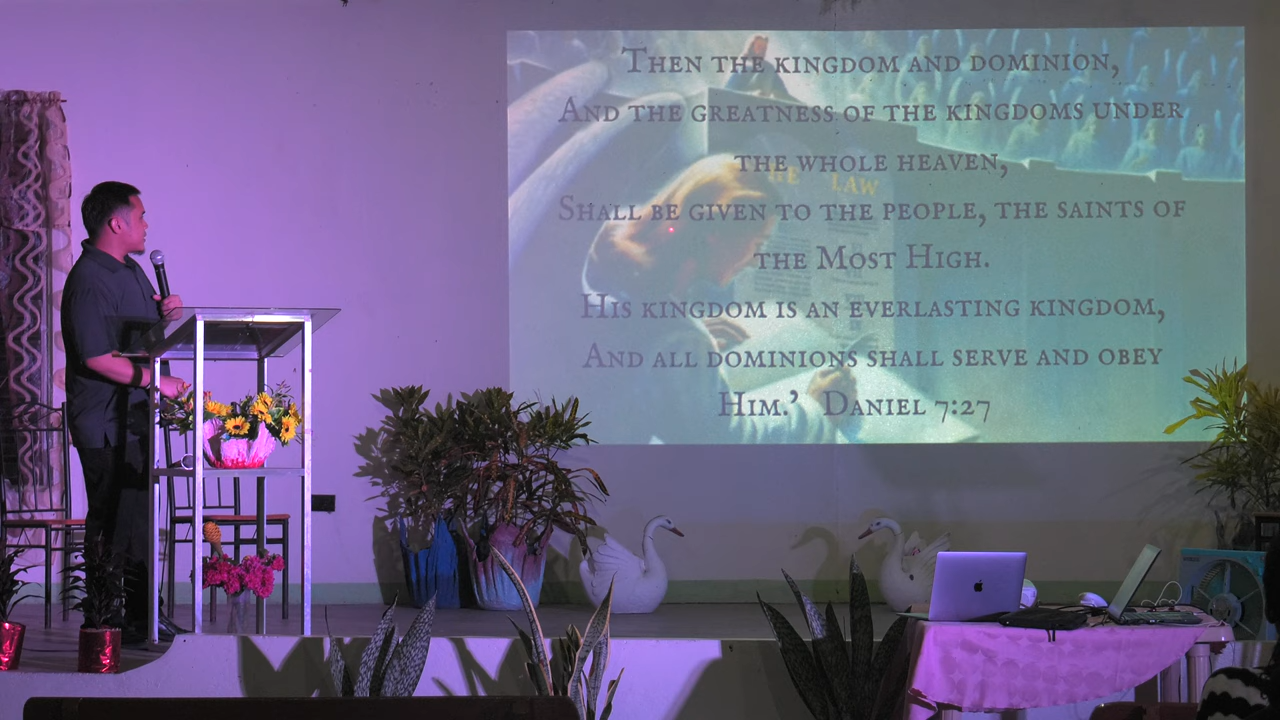 Then the kingdom and dominion,
And the greatness of the kingdoms under
the whole heaven,
Shall be given to the people, the saints of
the Most High.
His kingdom is an everlasting kingdom,
And all dominions shall serve and obey
Him.’ Daniel 7:27
LAW